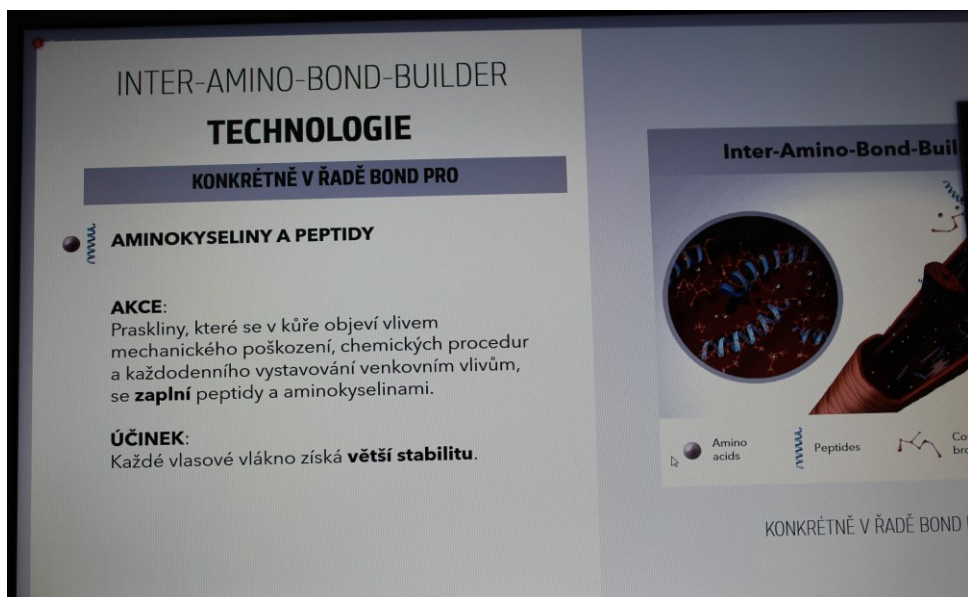 INTER-AMINO-BOND-BUILDER
TECHNOLOGIE
KONKRÉTNĚ V ŘADĚ BOND PRO
AMINOKYSELINY A PEPTIDY
AKCE:
Praskliny, které se v kůře objeví vlivem
mechanického poškození, chemických procedur
a každodenního vystavování venkovním vlivům,
se zaplní peptidy a aminokyselinami.
ÚČINEK:
Každé vlasové vlákno získá větší stabilitu.
Inter-Amino-Bond-Buil
Amino
acids
Peptides
KONKRÉTNĚ V ŘADĚ BOND